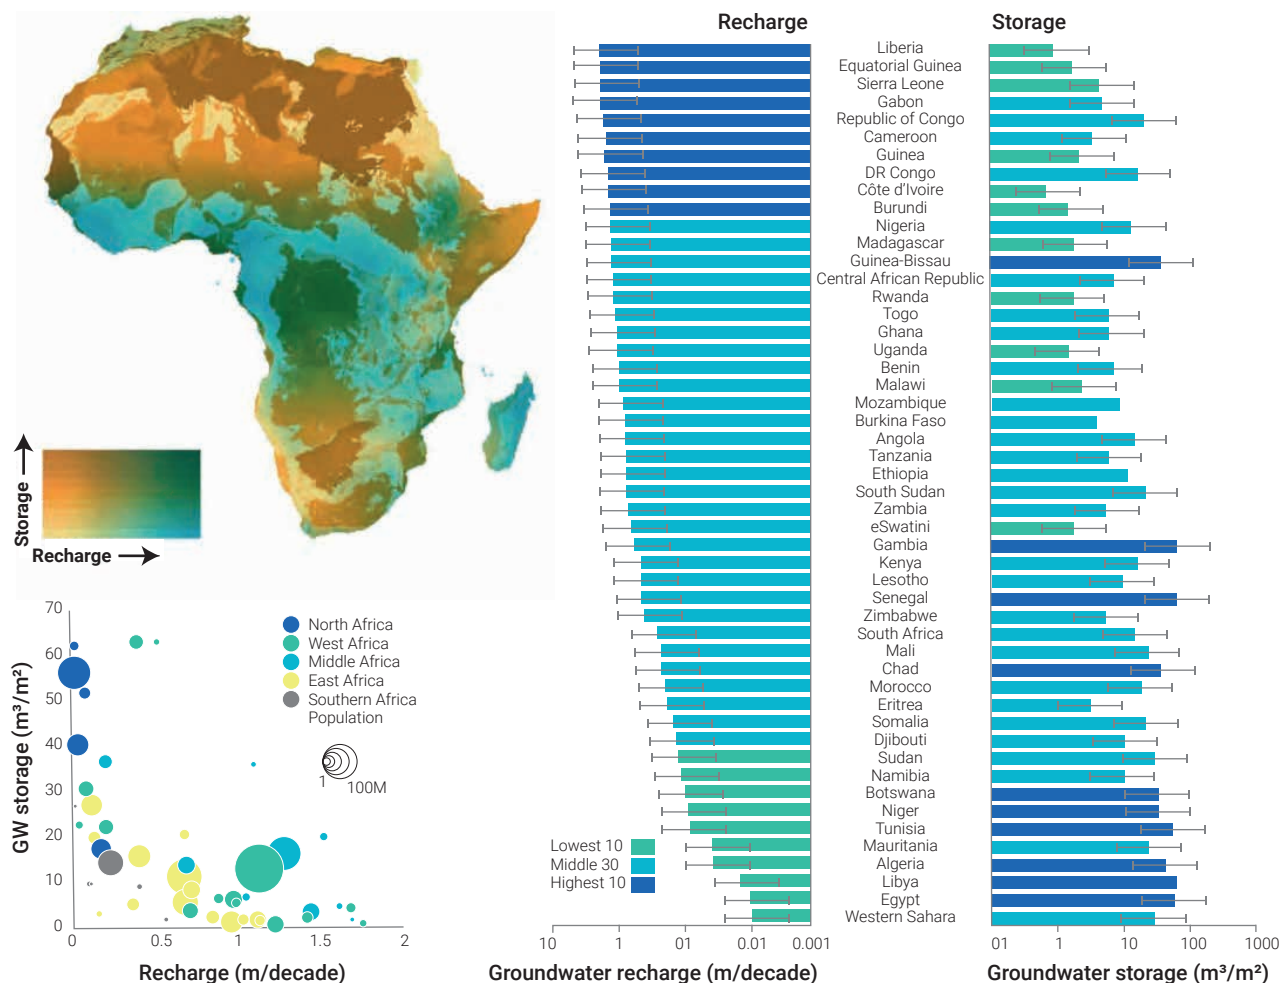 Recharge
Storage
Liberia
Equatorial Guinea
Sierra Leone
Gabon
Republic of Congo
Cameroon
Guinea
DR Congo
Côte d'Ivoire
Burundi
Nigeria
Madagascar
Guinea-Bissau
Central African Republic
Rwanda
Togo
Ghana
Uganda
Benin
Malawi
Mozambique
Burkina Faso
Angola
Tanzania
Ethiopia
South Sudan
Zambia
eSwatini
Gambia
Kenya
Lesotho
Senegal
Zimbabwe
South Africa
Mali
Chad
Morocco
Eritrea
Somalia
Djibouti
Sudan
Namibia
Botswana
Niger
Tunisia
Mauritania
Algeria
Libya
Egypt
Western Sahara
Lowest 10
Middle 30
Highest 10
10 1 01 0.01 0.001
Groundwater recharge (m/decade)
01 1 10 100 1000
Groundwater storage (m³/m²)
Storage
Recharge
North Africa
West Africa
Middle Africa
East Africa
Southern Africa
Population
1 100M
70
60
50
40
30
20
10
0
GW storage (m³/m²)
0 0.5 1 1.5 2
Recharge (m/decade)